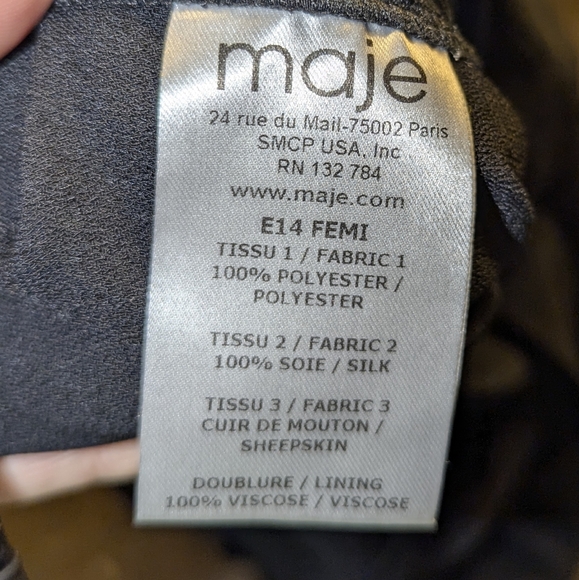 maje
24 rue du Mail-75002 Paris
SMCP USA, Inc
RN 132 784
www.maje.com
E14 FEMI
TISSU 1 / FABRIC 1
100% POLYESTER /
POLYESTER
TISSU 2 / FABRIC 2
100% SOIE / SILK
TISSU 3 / FABRIC 3
CUIR DE MOUTON /
SHEEPSKIN
DOUBLURE / LINING
100% VISCOSE / VISCOSE